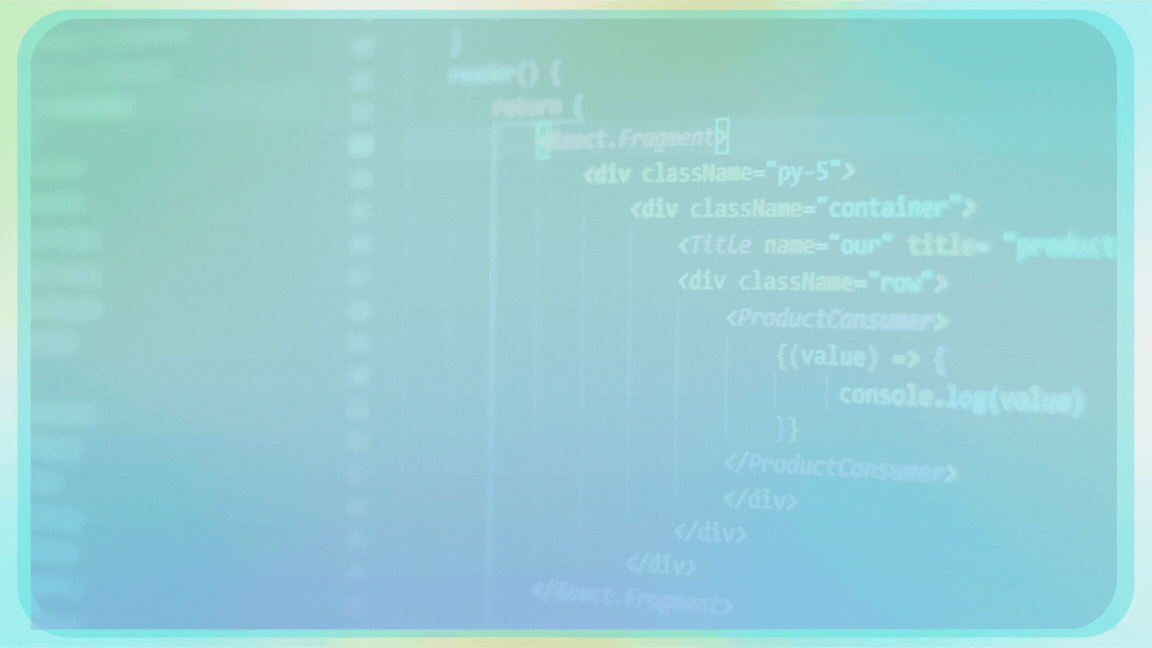 }
render() {
return (
<React.Fragment>
<div className="py-5">
<div className="container">
<Title name="our" title= "product
<div className="row">
<ProductConsumer>
{(value) => {
console.log(value)
}}
</ProductConsumer>
</div>
</div>
</div>
</React.Fragment>